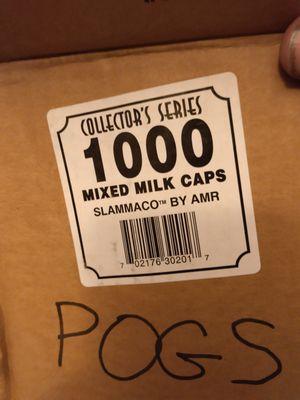 COLLECTOR'S SERIES
1000
MIXED MILK CAPS
SLAMMACO™ BY AMR
7 02176 30201 7
POGS